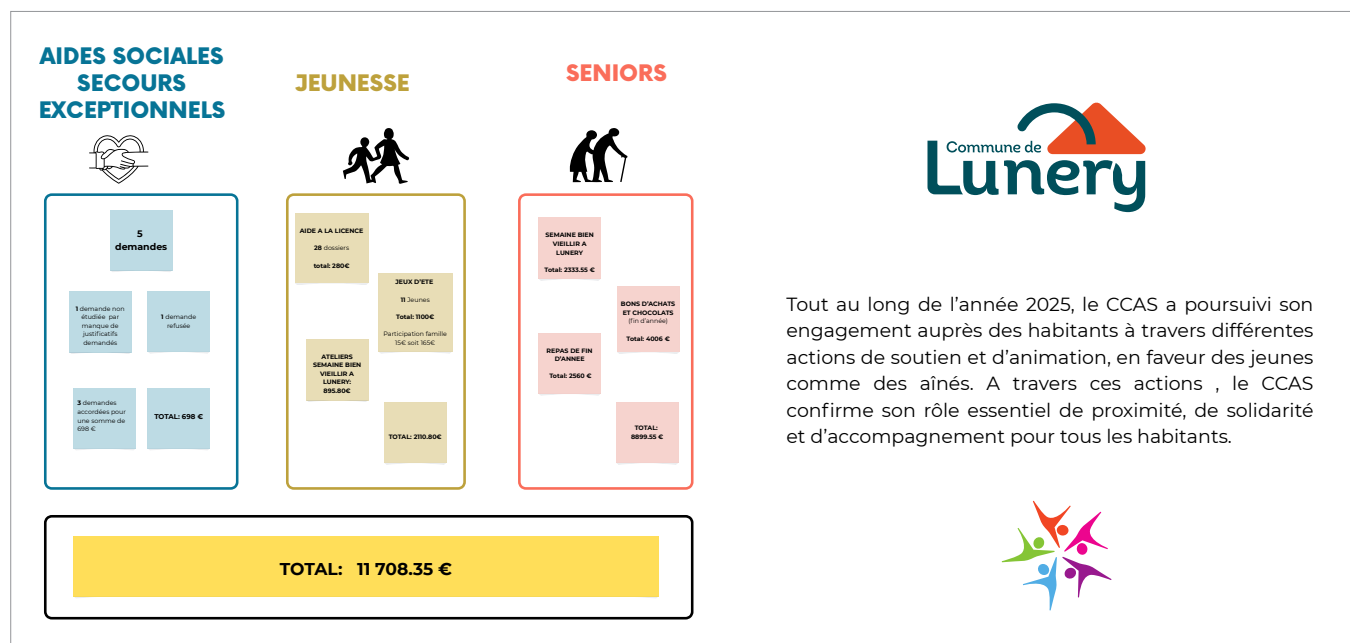 AIDES SOCIALES
SECOURS
EXCEPTIONNELS
5
demandes
1 demande non
étudiée par
manque de
justificatifs
demandés
1 demande
refusée
3 demandes
accordées pour
une somme de
698 €
TOTAL: 698 €
JEUNESSE
AIDE A LA LICENCE
28 dossiers
total: 280€
JEUX D'ETE
11 Jeunes
Total: 1100€
Participation famille
15€ soit 165€
ATELIERS
SEMAINE BIEN
VIEILLIR A
LUNERY:
895.80€
TOTAL: 2110.80€
SENIORS
SEMAINE BIEN
VIEILLIR A
LUNERY
Total: 2333.55 €
BONS D'ACHATS
ET CHOCOLATS
(fin d'année)
Total: 4006 €
REPAS DE FIN
D'ANNEE
Total: 2560 €
TOTAL:
8899.55 €
TOTAL: 11 708.35 €
Commune de
Lunery
Tout au long de l'année 2025, le CCAS a poursuivi son
engagement auprès des habitants à travers différentes
actions de soutien et d'animation, en faveur des jeunes
comme des aînés. A travers ces actions , le CCAS
confirme son rôle essentiel de proximité, de solidarité
et d'accompagnement pour tous les habitants.